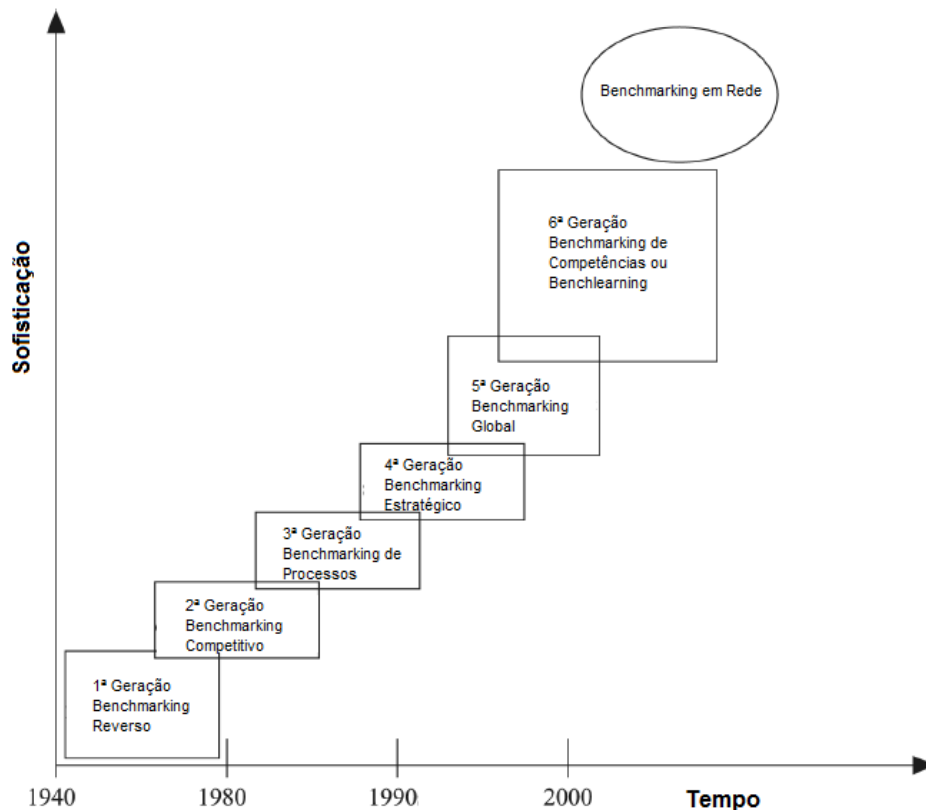 Benchmarking em Rede
6ª Geração
Benchmarking de
Competências ou
Benchlearning
Sofisticação
5ª Geração
Benchmarking
Global
4ª Geração
Benchmarking
Estratégico
3ª Geração
Benchmarking de
Processos
2ª Geração
Benchmarking
Competitivo
1ª Geração
Benchmarking
Reverso
1940
1980
1990
2000
Tempo